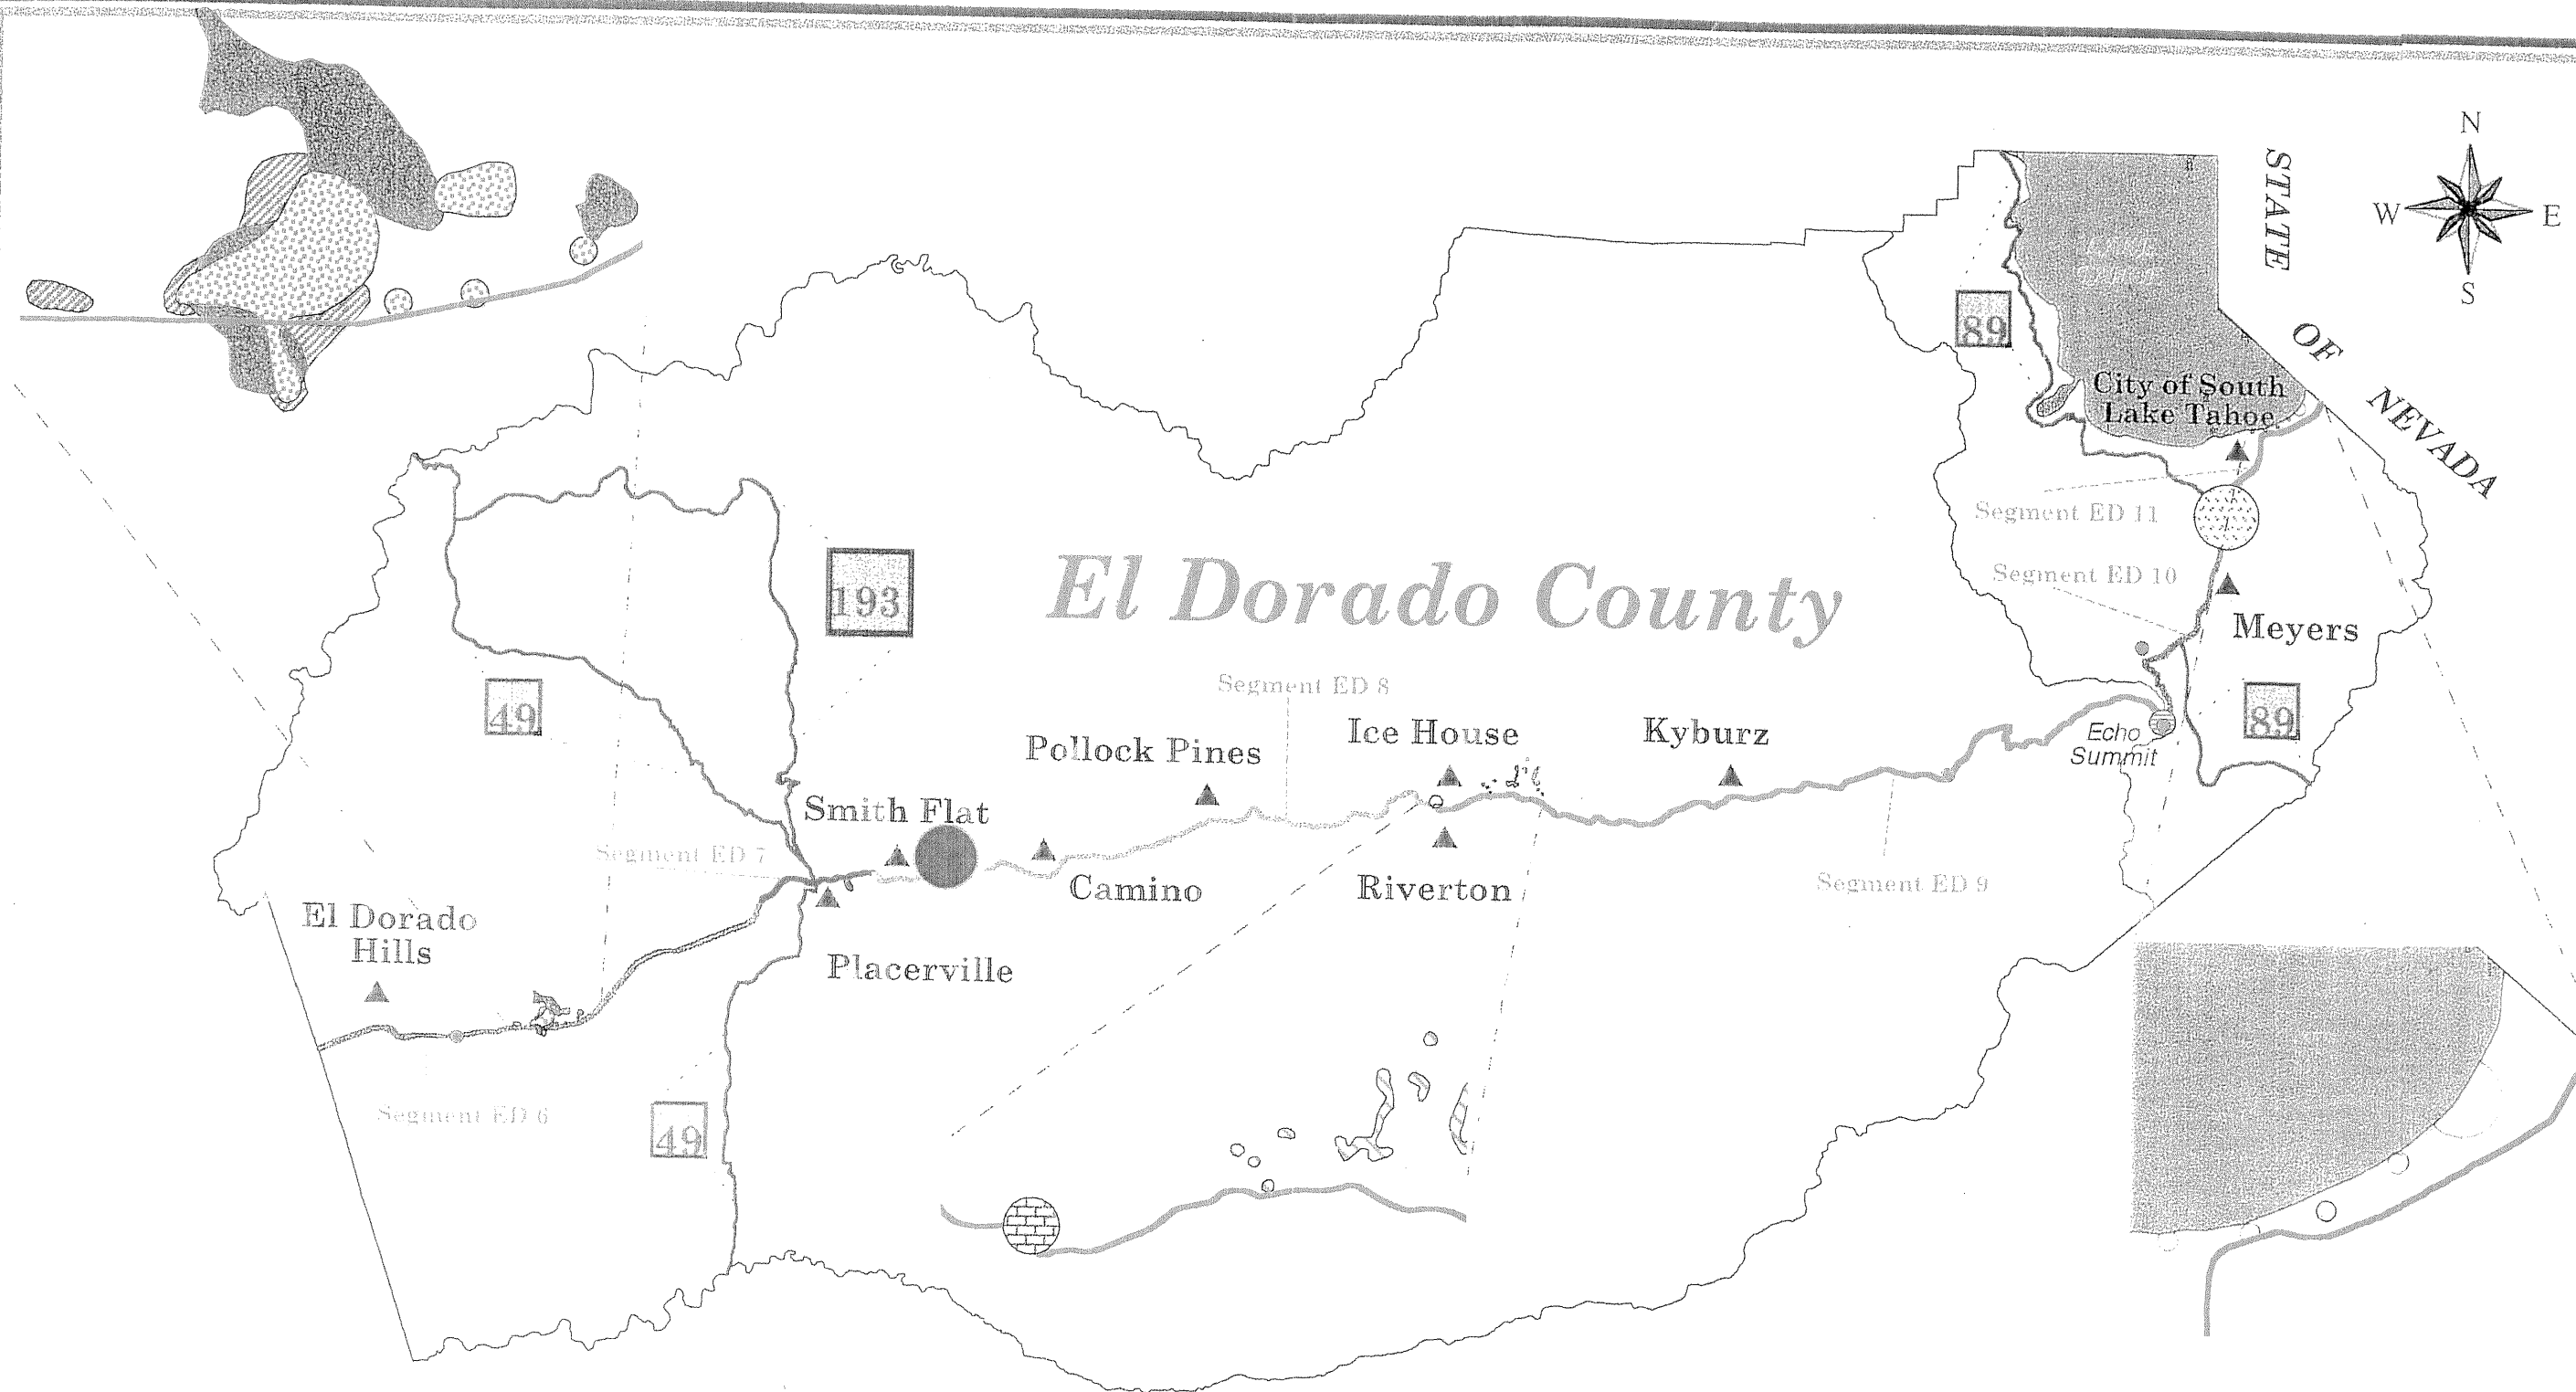 N
W
E
S
STATE
OF
NEVADA
89
City of South
Lake Tahoe
Segment ED 11
Segment ED 10
Meyers
193
El Dorado County
49
Segment ED 8
89
Pollock Pines
Ice House
Kyburz
Echo
Summit
Smith Flat
Segment ED 7
Camino
Riverton
Segment ED 9
El Dorado
Hills
Placerville
Segment ED 6
49